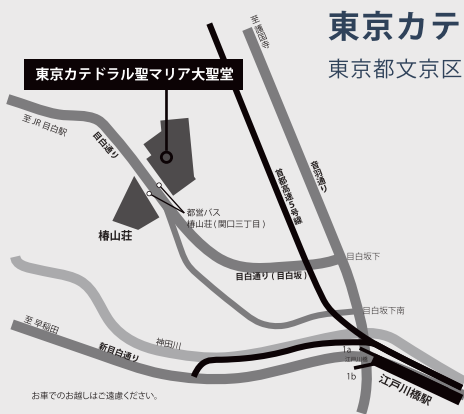 東京カテ
東京都文京区
至 護国寺
東京カテドラル聖マリア大聖堂
至 JR 目白駅
目白通り
音羽通り
首都高速5号線
都営バス
椿山荘（関口三丁目）
椿山荘
目白坂下
目白通り（目白坂）
目白坂下南
至 早稲田
神田川
新目白通り
1a
江戸川橋
1b
江戸川橋駅
お車でのお越しはご遠慮ください。